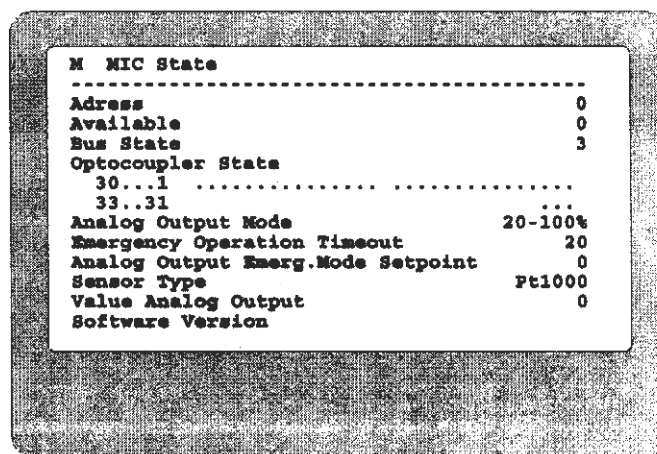 M MIC State
------------------------------------------
Adress 0
Available 0
Bus State 3
Optocoupler State
30...1 ............... ...............
33..31 ...
Analog Output Mode 20-100%
Emergency Operation Timeout 20
Analog Output Emerg.Mode Setpoint 0
Sensor Type Pt1000
Value Analog Output 0
Software Version